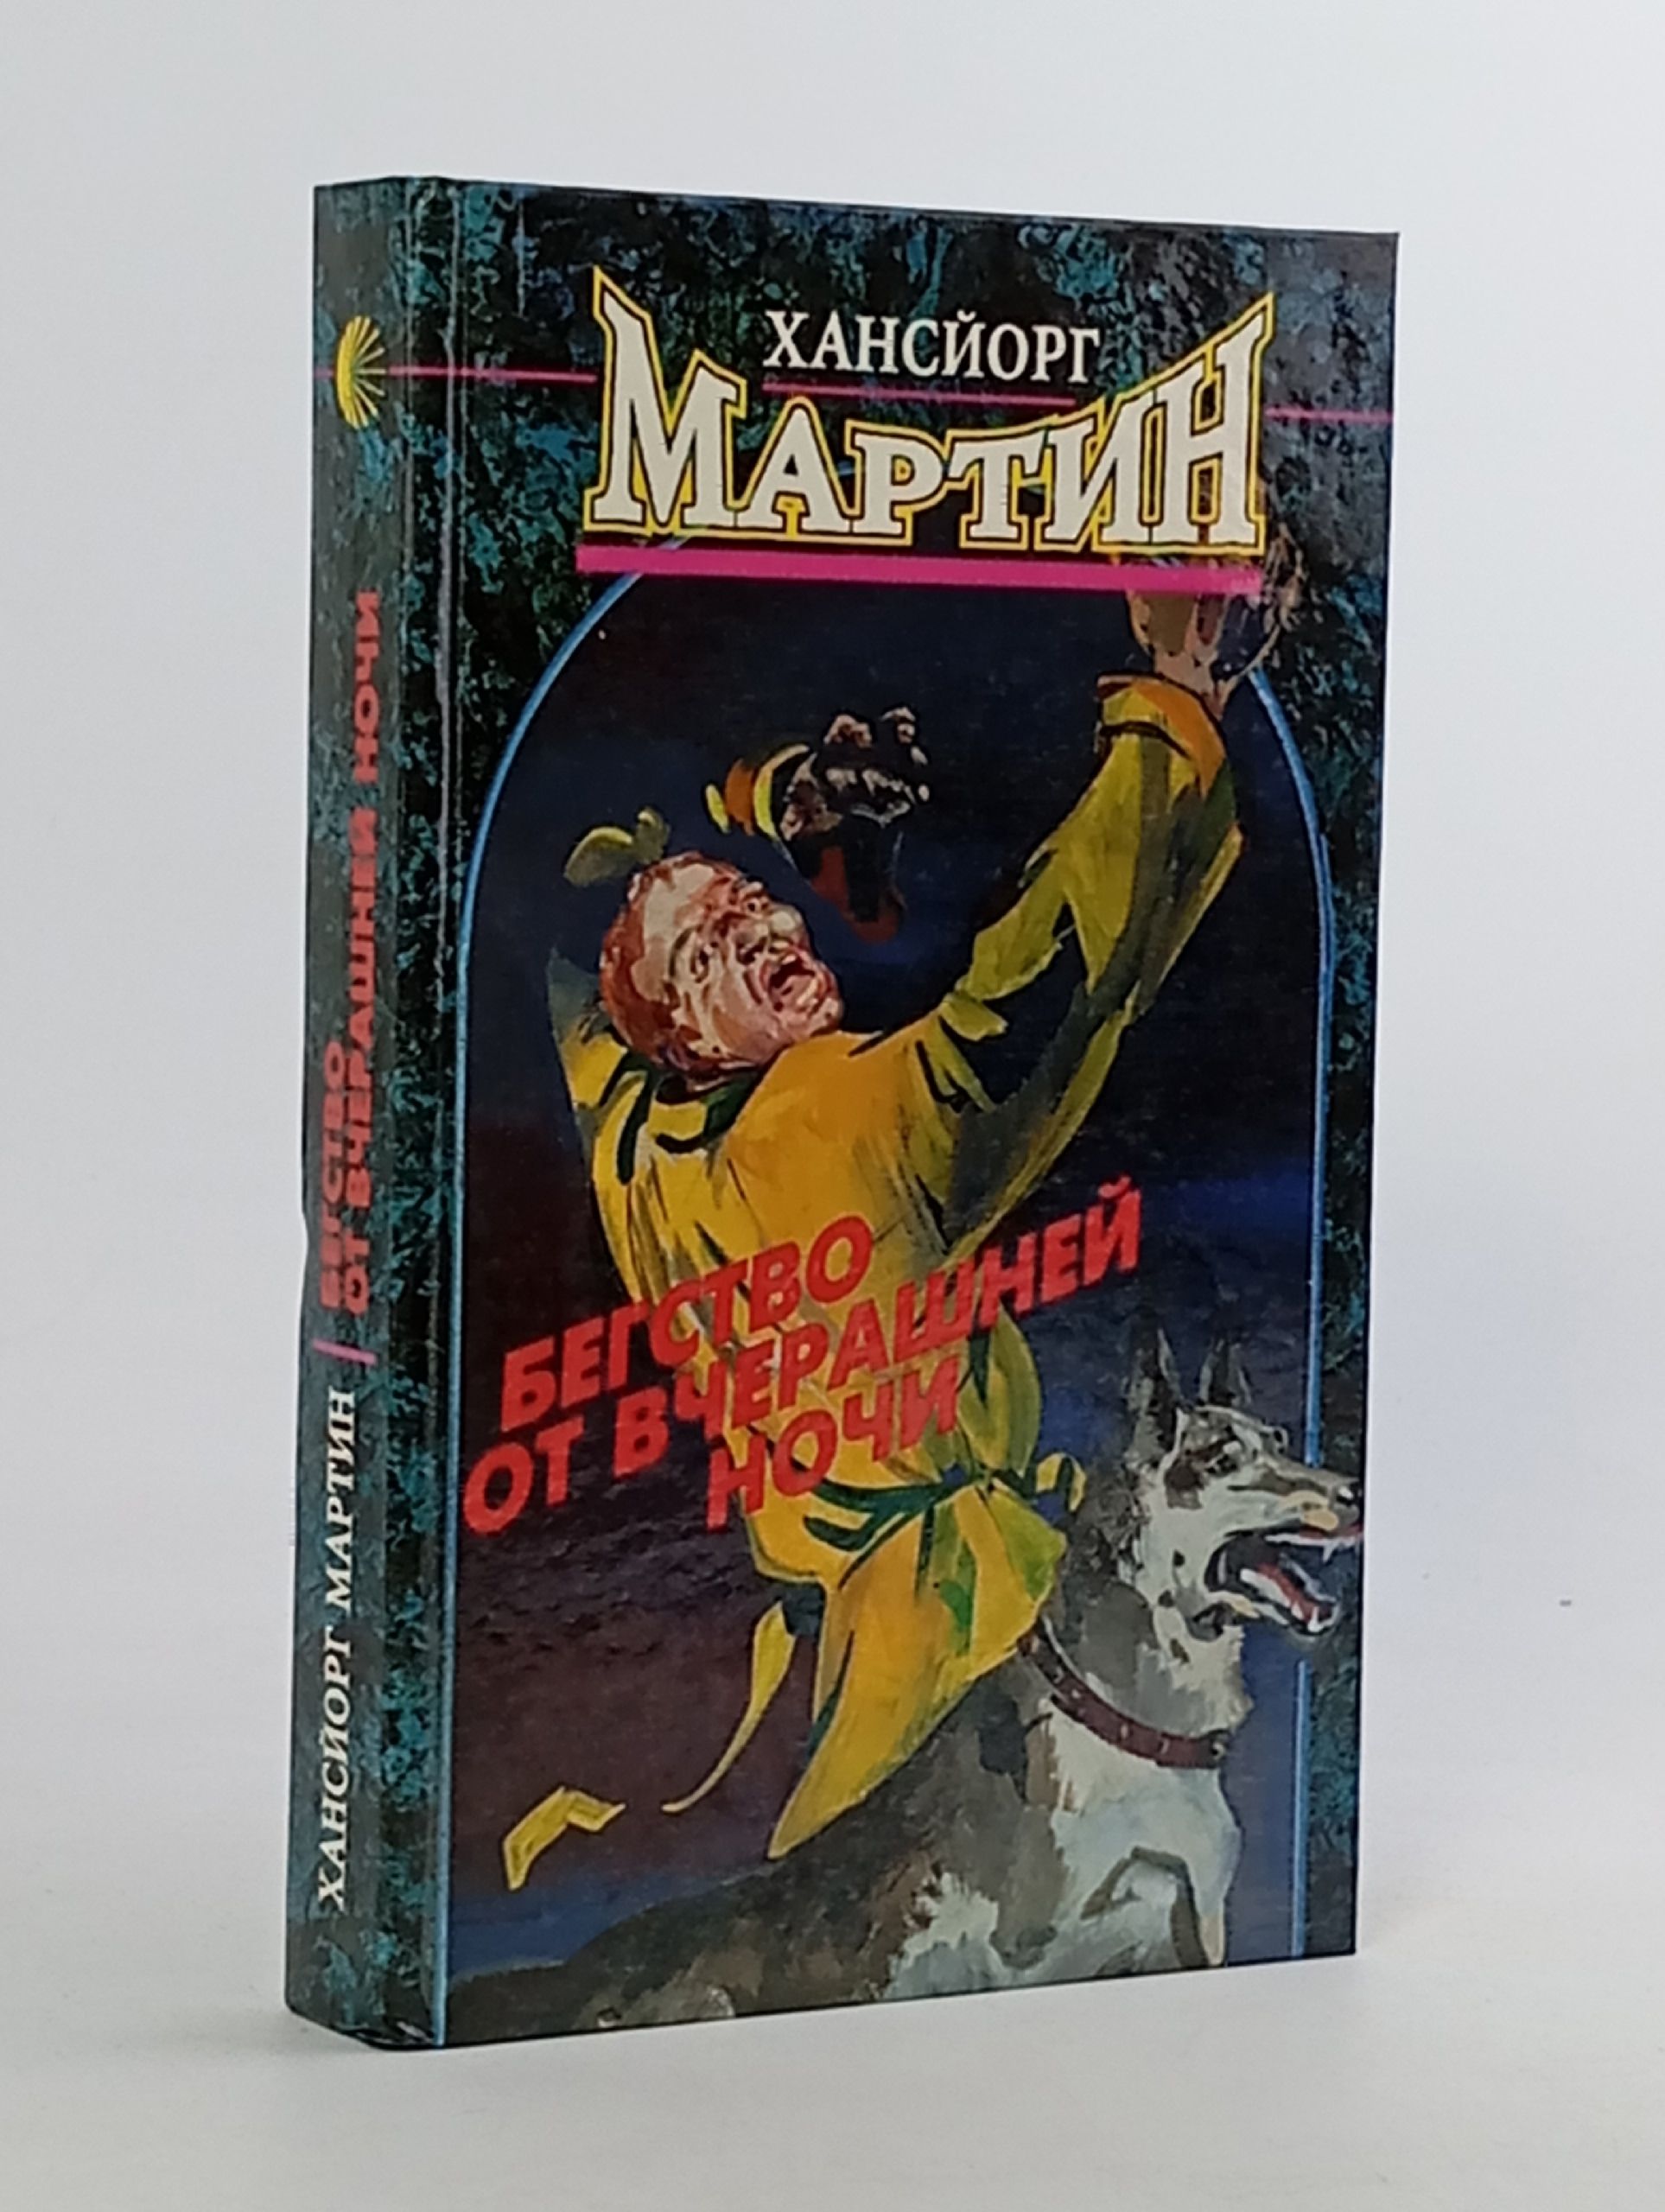 ХАНСЙОРГ
МАРТИН
БЕГСТВО
ОТ ВЧЕРАШНЕЙ
НОЧИ
ХАНСЙОРГ МАРТИН
БЕГСТВО
ОТ ВЧЕРАШНЕЙ НОЧИ